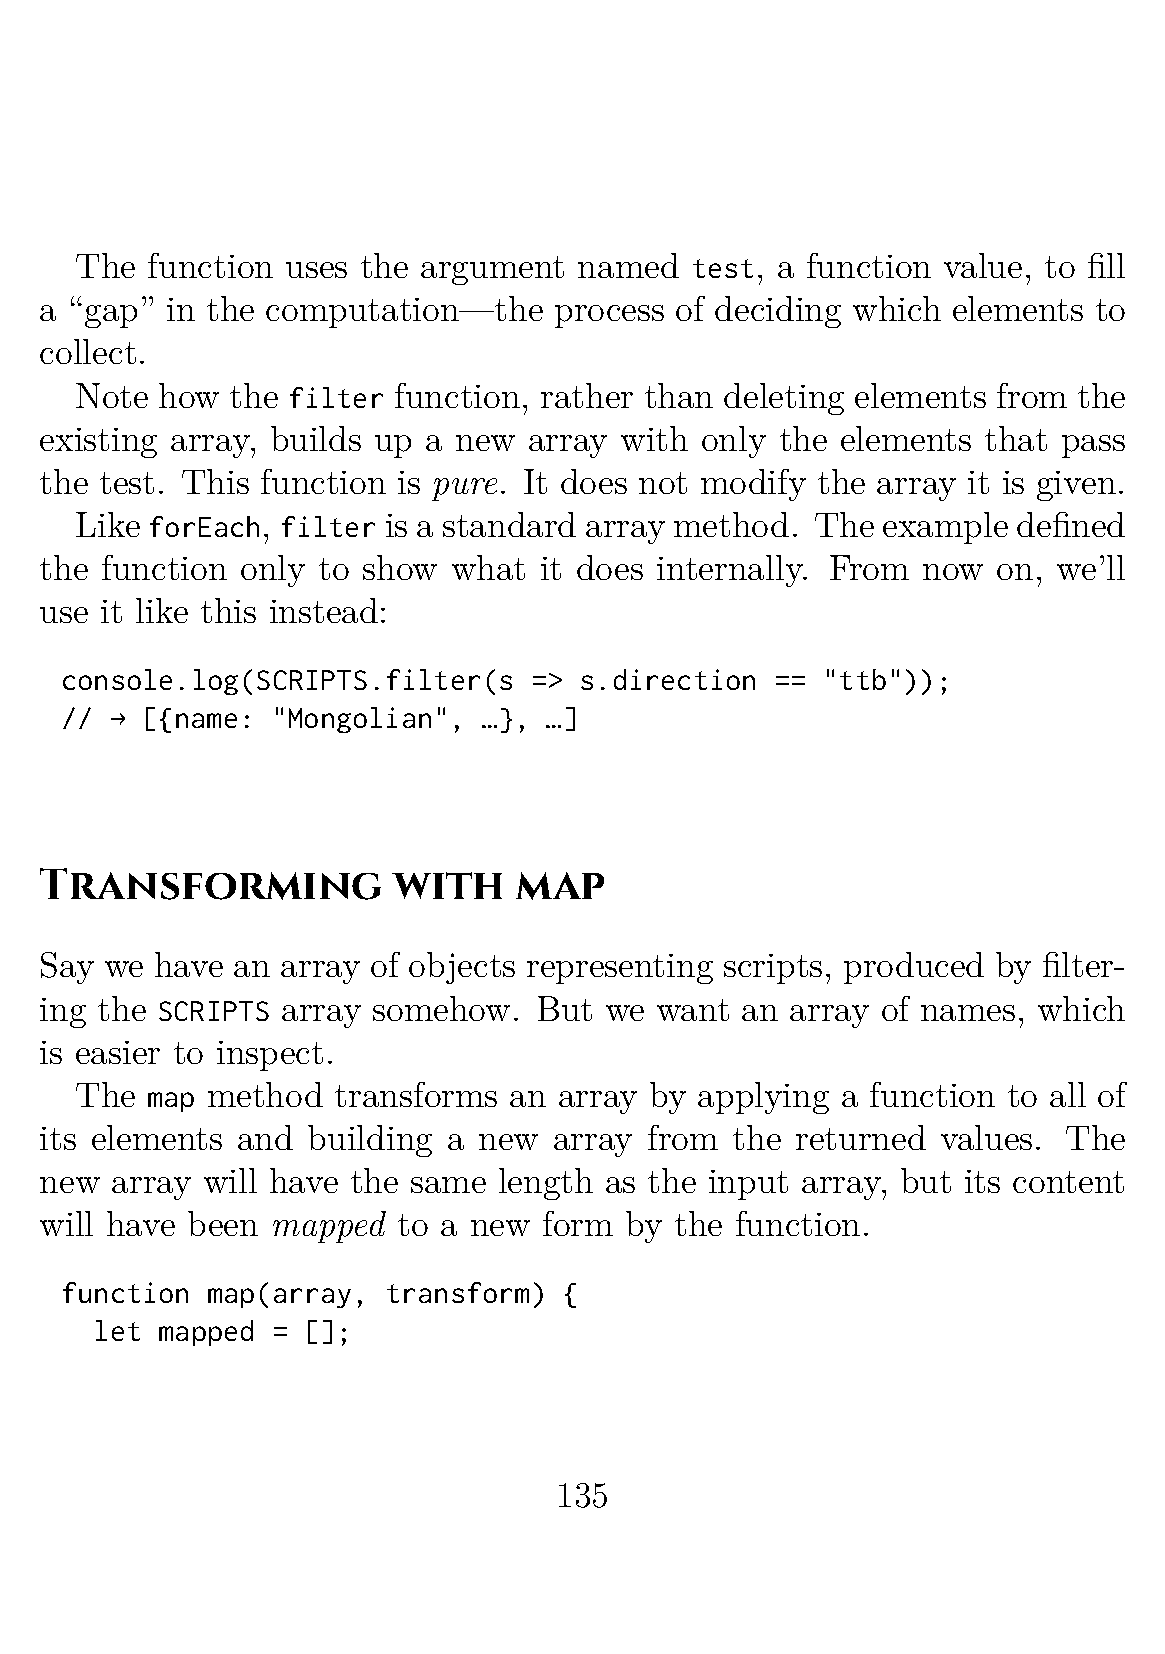 The function uses the argument named test, a function value, to fill
a “gap” in the computation—the process of deciding which elements to
collect.
Note how the filter function, rather than deleting elements from the
existing array, builds up a new array with only the elements that pass
the test. This function is pure. It does not modify the array it is given.
Like forEach, filter is a standard array method. The example defined
the function only to show what it does internally. From now on, we’ll
use it like this instead:
console.log(SCRIPTS.filter(s => s.direction == "ttb"));
// → [{name: "Mongolian", …}, …]
Transforming with map
Say we have an array of objects representing scripts, produced by filter-
ing the SCRIPTS array somehow. But we want an array of names, which
is easier to inspect.
The map method transforms an array by applying a function to all of
its elements and building a new array from the returned values. The
new array will have the same length as the input array, but its content
will have been mapped to a new form by the function.
function map(array, transform) {
  let mapped = [];
135